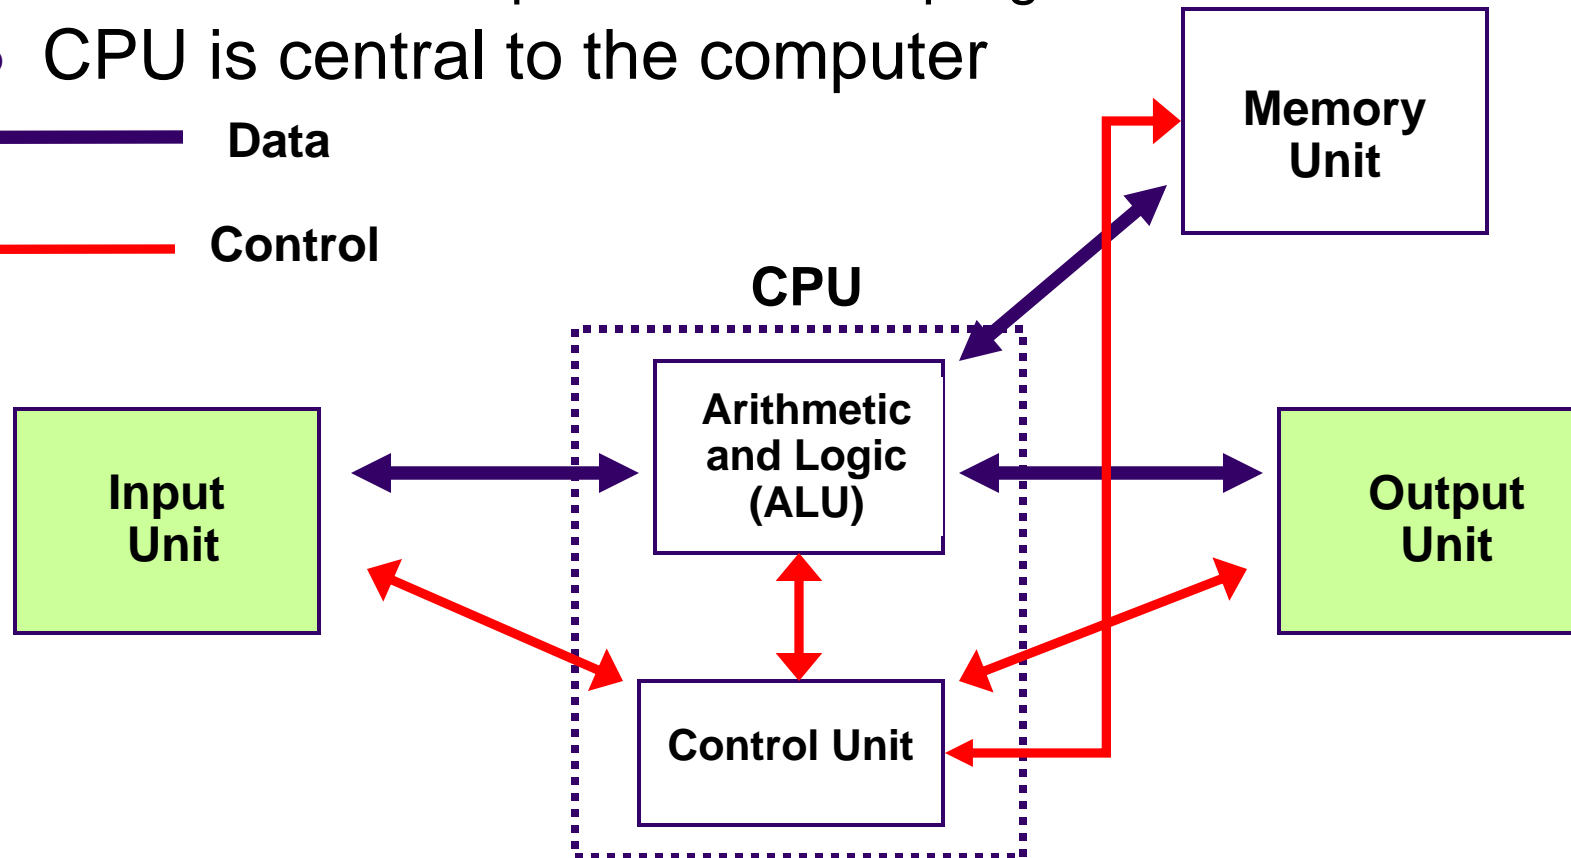 CPU is central to the computer
Data
Control
Memory
Unit
CPU
Arithmetic
and Logic
(ALU)
Input
Unit
Output
Unit
Control Unit